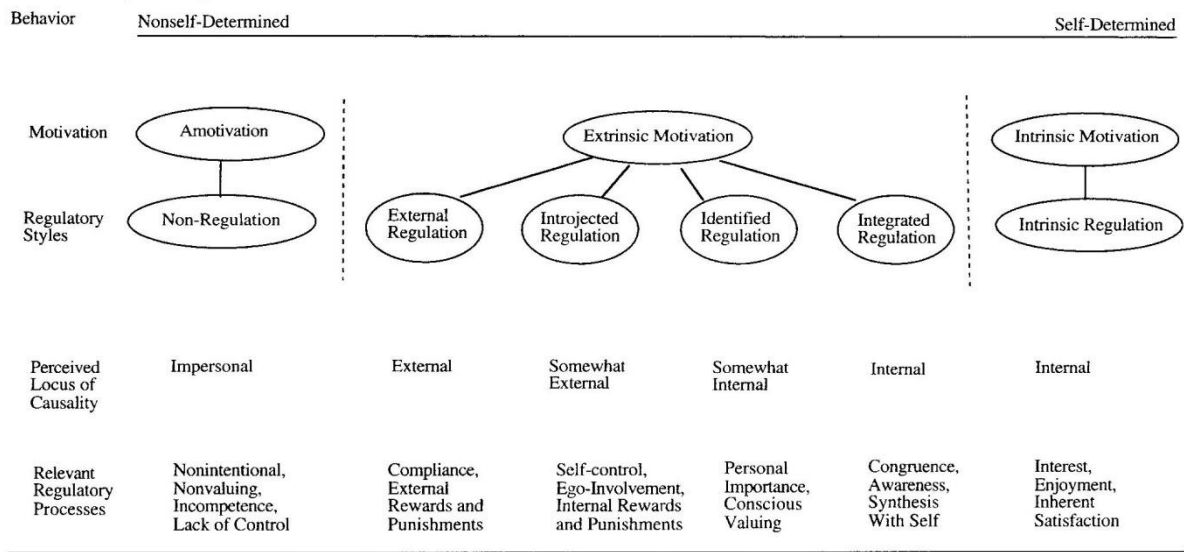 Behavior Nonself-Determined Self-Determined
Motivation Amotivation Extrinsic Motivation Intrinsic Motivation
Regulatory
Styles
Non-Regulation
External
Regulation
Introjected
Regulation
Identified
Regulation
Integrated
Regulation
Intrinsic Regulation
Perceived
Locus of
Causality
Impersonal
External
Somewhat
External
Somewhat
Internal
Internal
Internal
Relevant
Regulatory
Processes
Nonintentional,
Nonvaluing,
Incompetence,
Lack of Control
Compliance,
External
Rewards and
Punishments
Self-control,
Ego-Involvement,
Internal Rewards
and Punishments
Personal
Importance,
Conscious
Valuing
Congruence,
Awareness,
Synthesis
With Self
Interest,
Enjoyment,
Inherent
Satisfaction